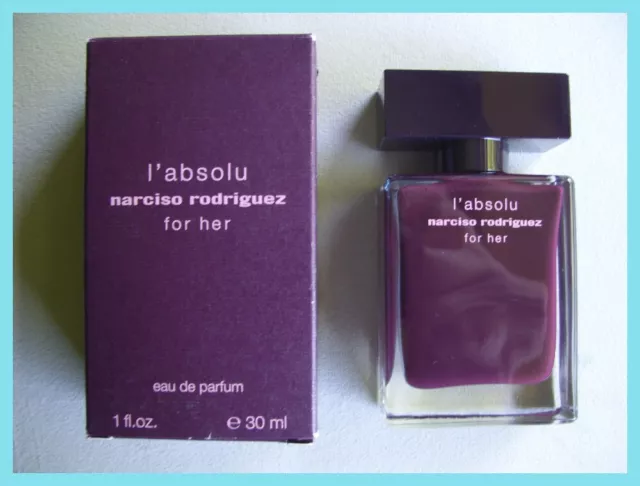 l'absolu
narciso rodriguez
for her
eau de parfum
1 fl.oz. ℮ 30 ml
l'absolu
narciso rodriguez
for her